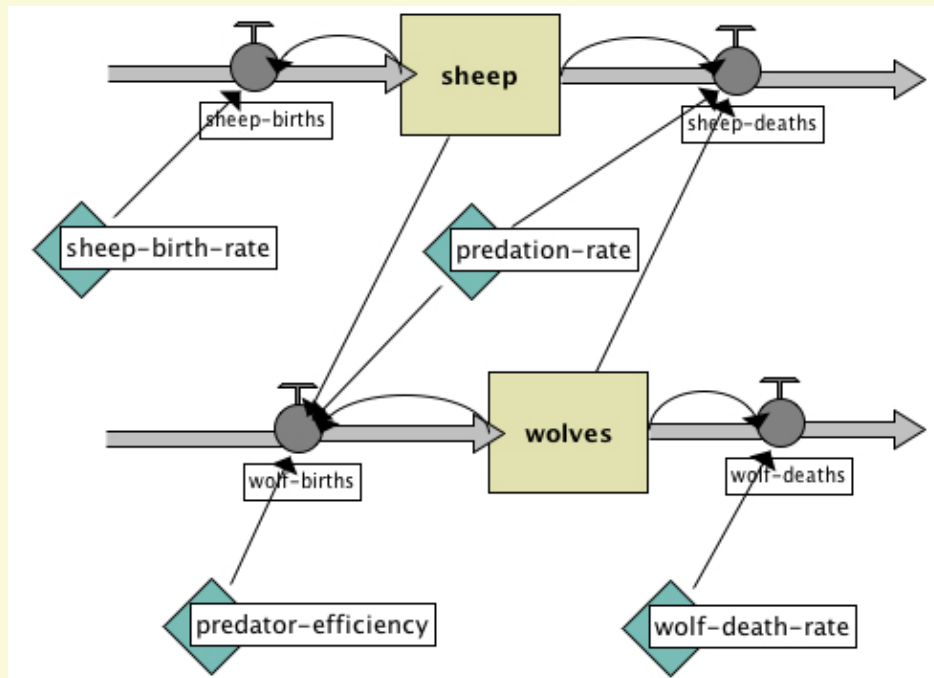 sheep
sheep-births
sheep-deaths
sheep-birth-rate
predation-rate
wolves
wolf-births
wolf-deaths
predator-efficiency
wolf-death-rate